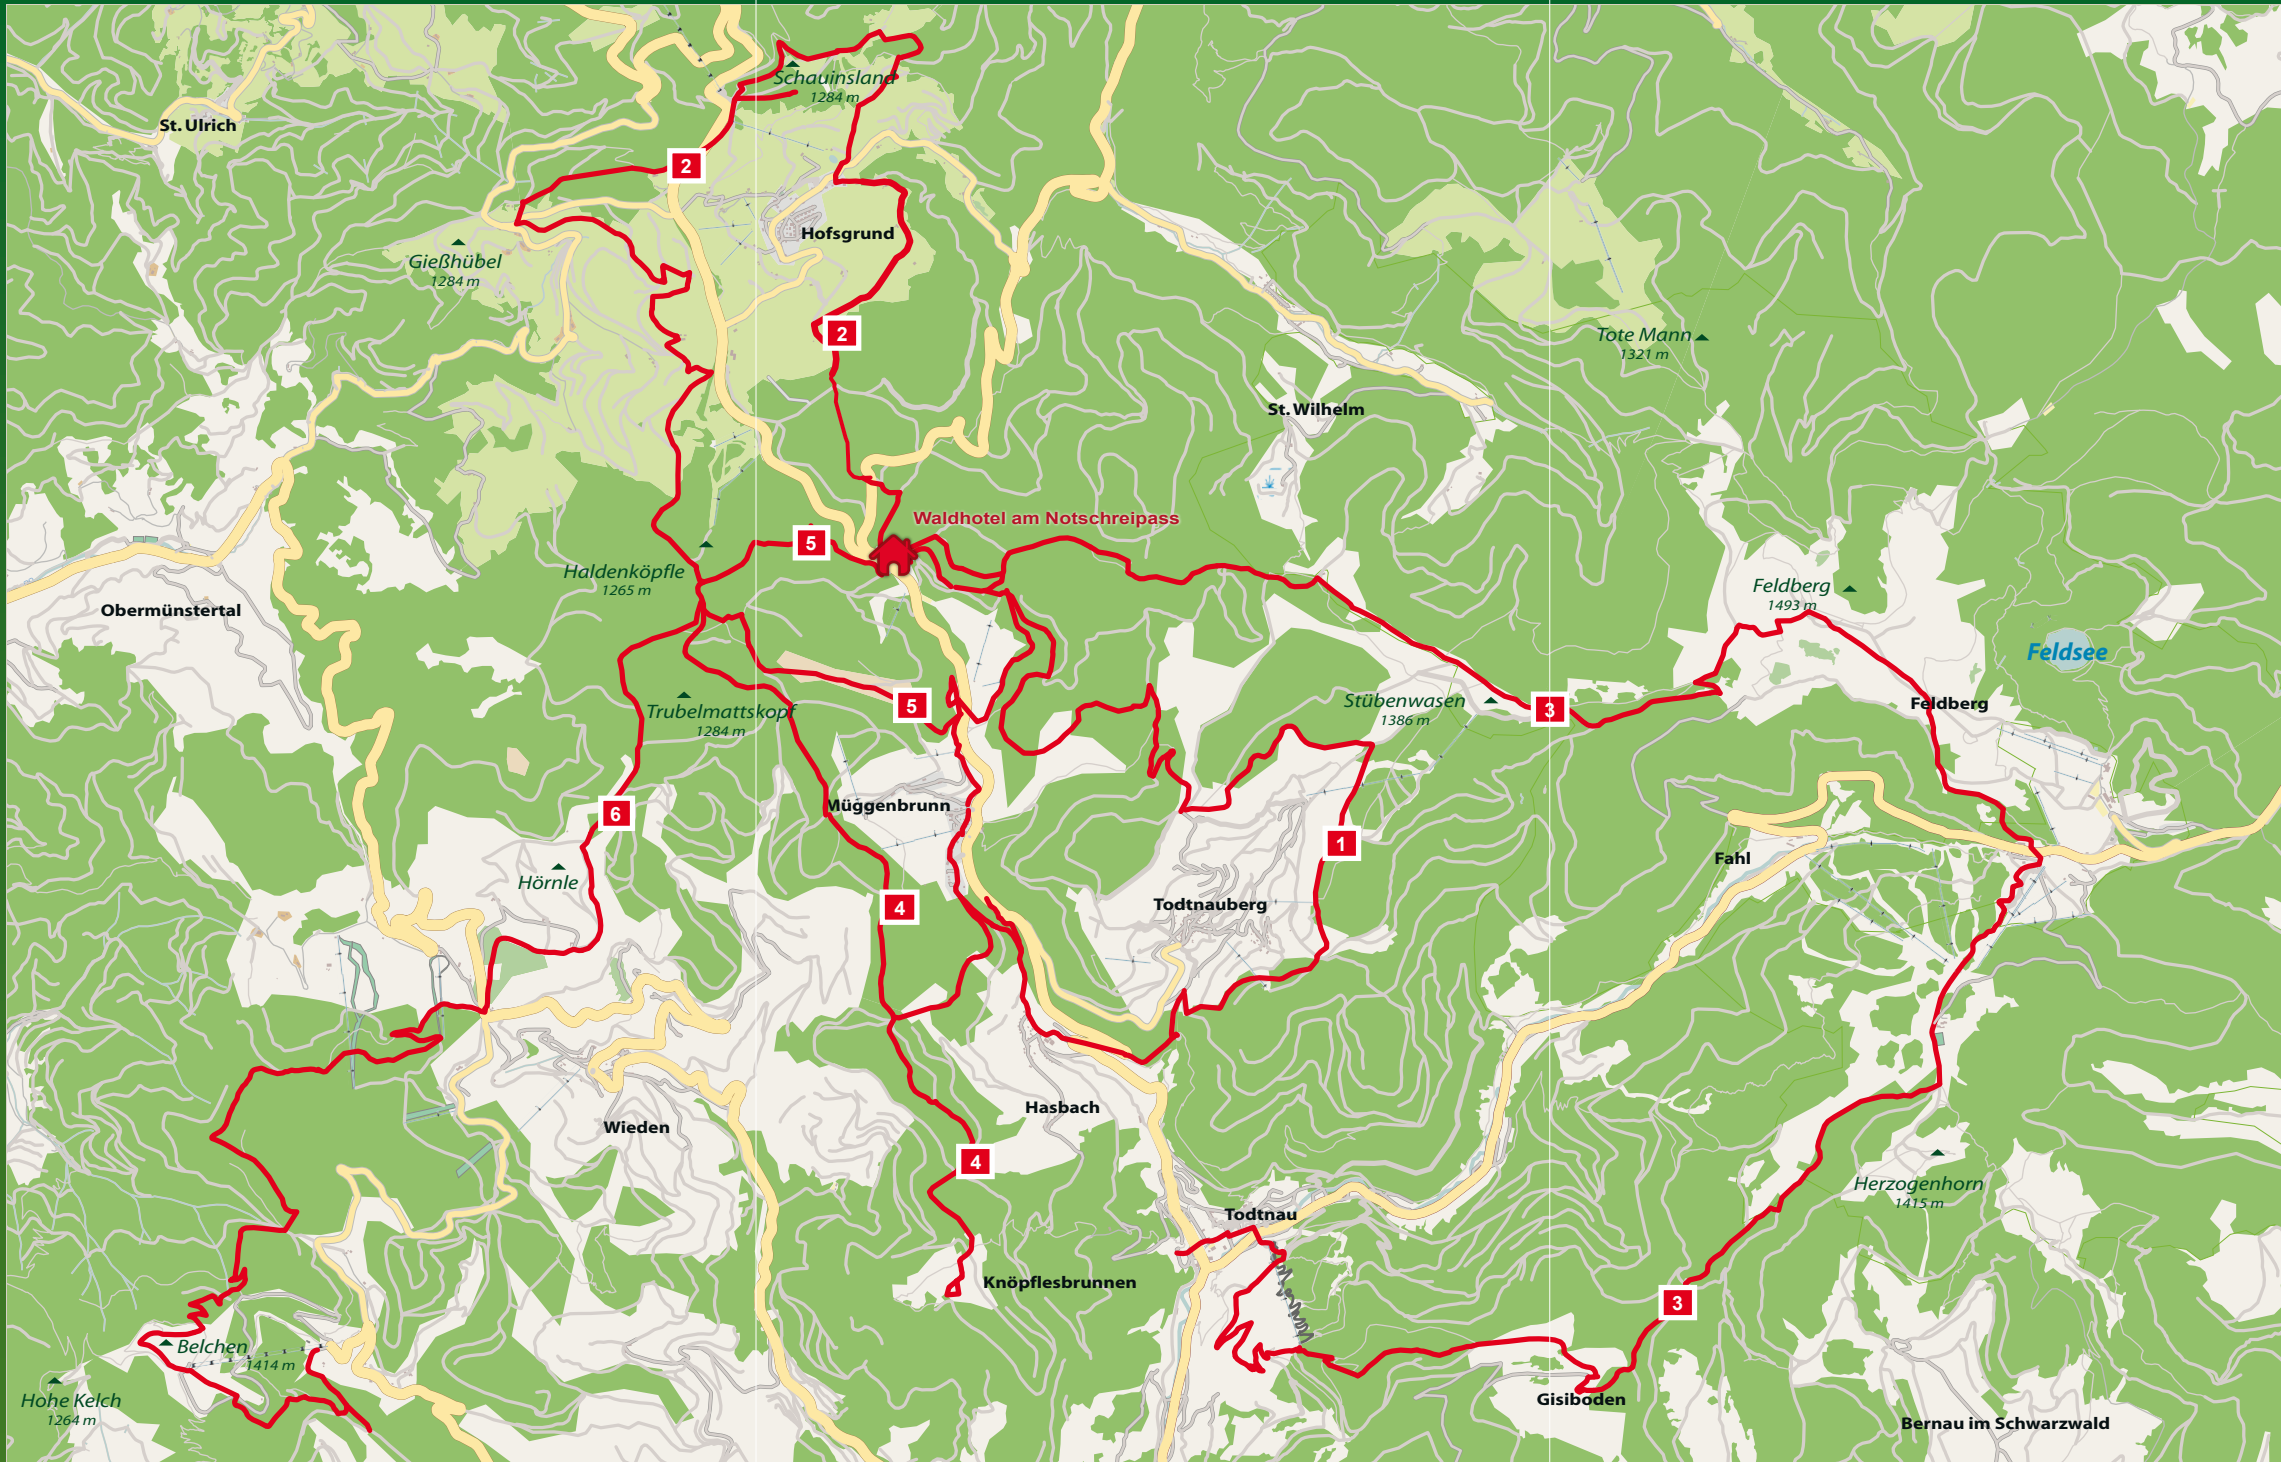 Schauinsland
1284 m
St. Ulrich
2
Hofsgrund
Gießhübel
1284 m
2
Tote Mann
1321 m
St. Wilhelm
Waldhotel am Notschreipass
5
Haldenköpfle
1265 m
Feldberg
1493 m
Obermünstertal
Feldsee
Stübenwasen
1386 m
3
Feldberg
5
Trubelmattskopf
1284 m
Müggenbrunn
6
1
Fahl
Hörnle
4
Todtnauberg
Hasbach
Wieden
4
Herzogenhorn
1415 m
Todtnau
Knöpflesbrunnen
3
Belchen
1414 m
Hohe Kelch
1264 m
Gisiboden
Bernau im Schwarzwald